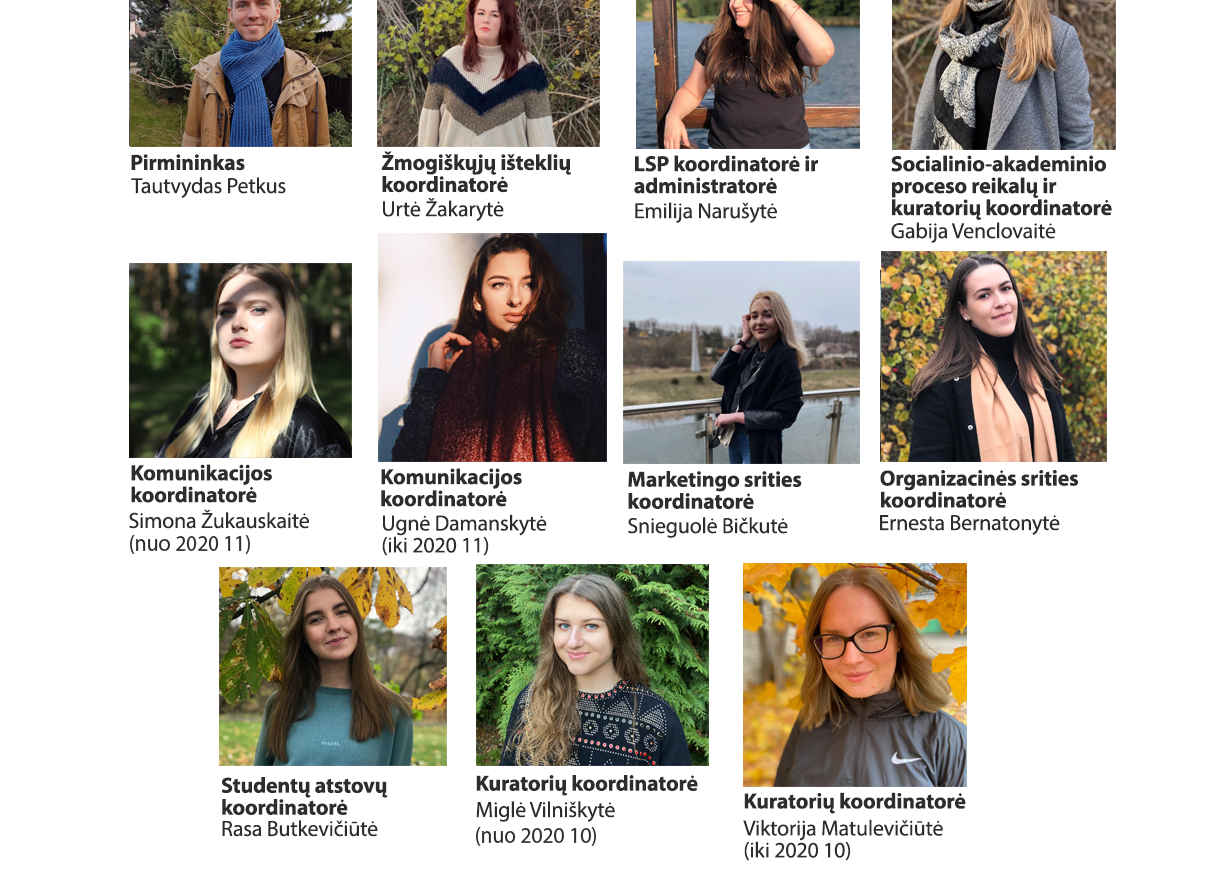 Pirmininkas
Tautvydas Petkus
Žmogiškųjų išteklių
koordinatorė
Urtė Žakarytė
LSP koordinatorė ir
administratorė
Emilija Narušytė
Socialinio-akademinio
proceso reikalų ir
kuratorių koordinatorė
Gabija Venclovaitė
Komunikacijos
koordinatorė
Simona Žukauskaitė
(nuo 2020 11)
Komunikacijos
koordinatorė
Ugnė Damanskytė
(iki 2020 11)
Marketingo srities
koordinatorė
Snieguolė Bičkutė
Organizacinės srities
koordinatorė
Ernesta Bernatonytė
Studentų atstovų
koordinatorė
Rasa Butkevičiūtė
Kuratorių koordinatorė
Miglė Vilniškytė
(nuo 2020 10)
Kuratorių koordinatorė
Viktorija Matulevičiūtė
(iki 2020 10)